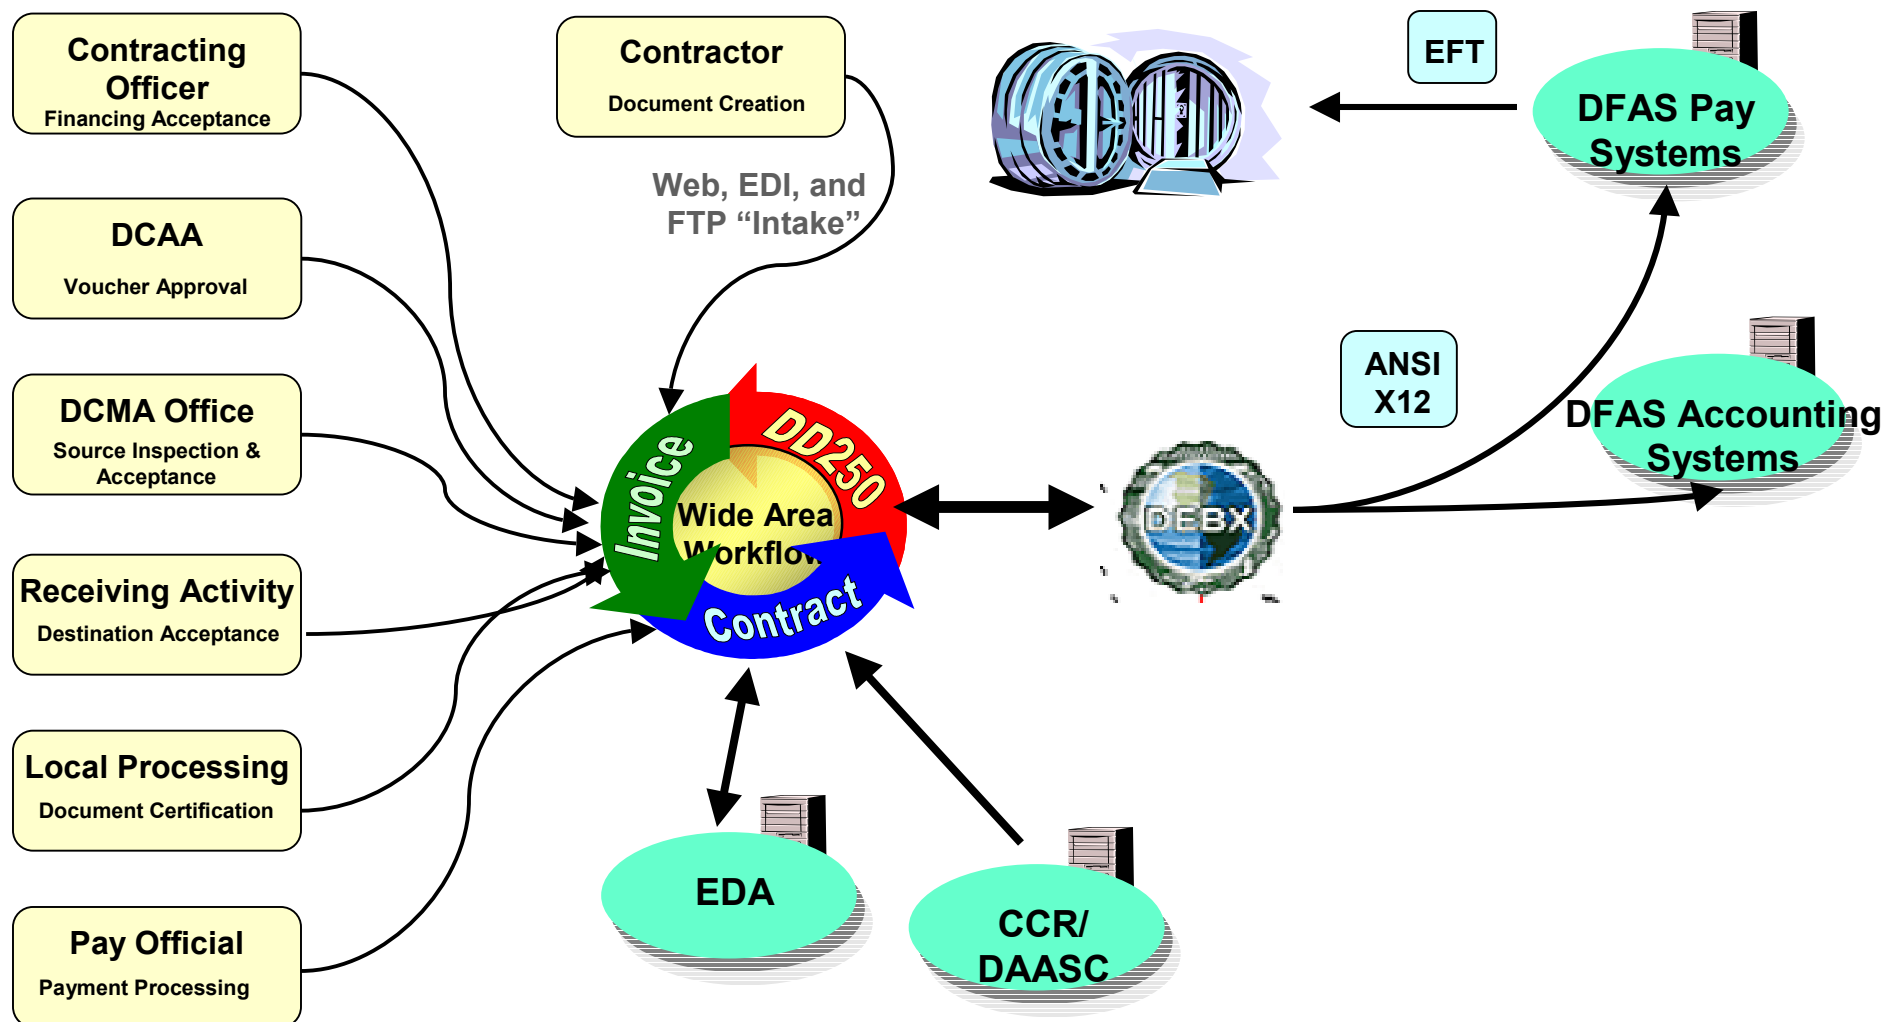 Contracting
Officer
Financing Acceptance
Contractor
Document Creation
EFT
DFAS Pay
Systems
Web, EDI, and
FTP “Intake”
DCAA
Voucher Approval
ANSI
X12
DCMA Office
Source Inspection &
Acceptance
DFAS Accounting
Systems
Invoice
DD250
Contract
Wide Area
Workflow
DEBX
Receiving Activity
Destination Acceptance
Local Processing
Document Certification
EDA
CCR/
DAASC
Pay Official
Payment Processing